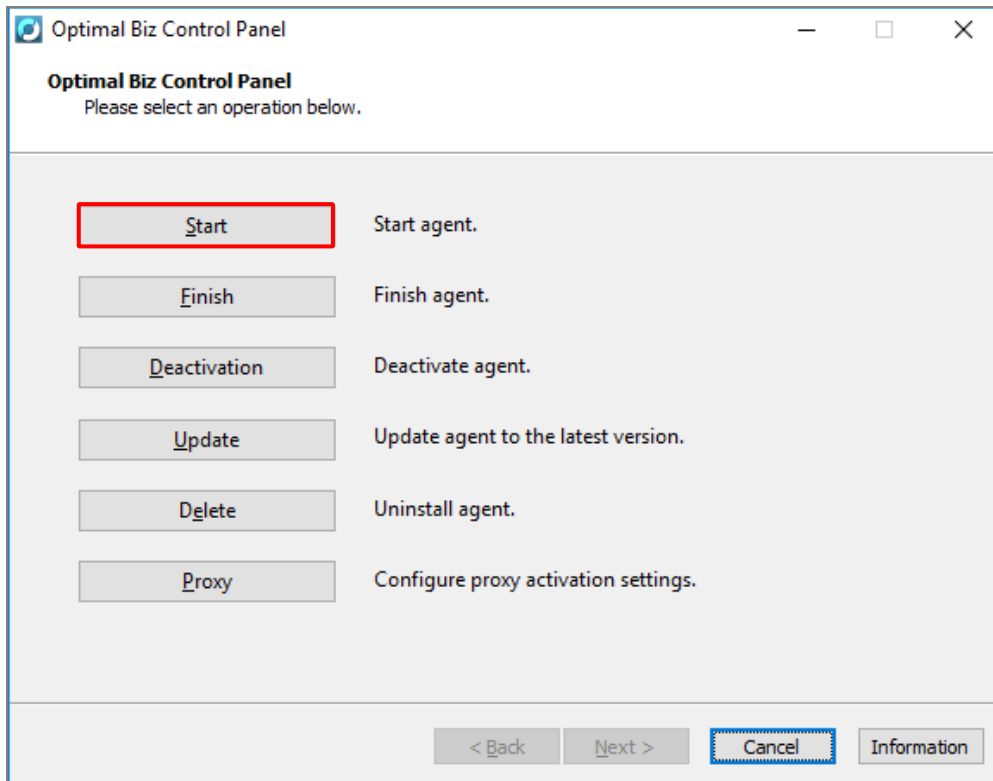 Optimal Biz Control Panel
Optimal Biz Control Panel
Please select an operation below.
Start Start agent.
Finish Finish agent.
Deactivation Deactivate agent.
Update Update agent to the latest version.
Delete Uninstall agent.
Proxy Configure proxy activation settings.
< Back Next > Cancel Information